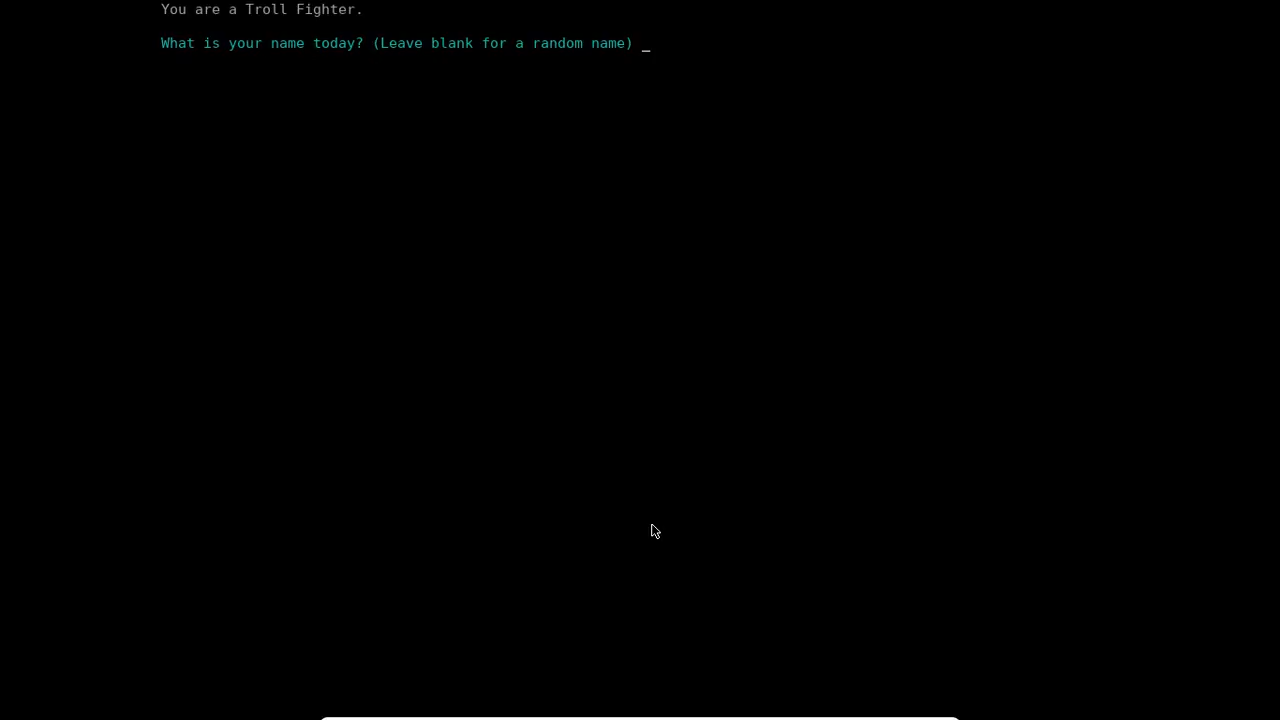 You are a Troll Fighter.
What is your name today? (Leave blank for a random name) _